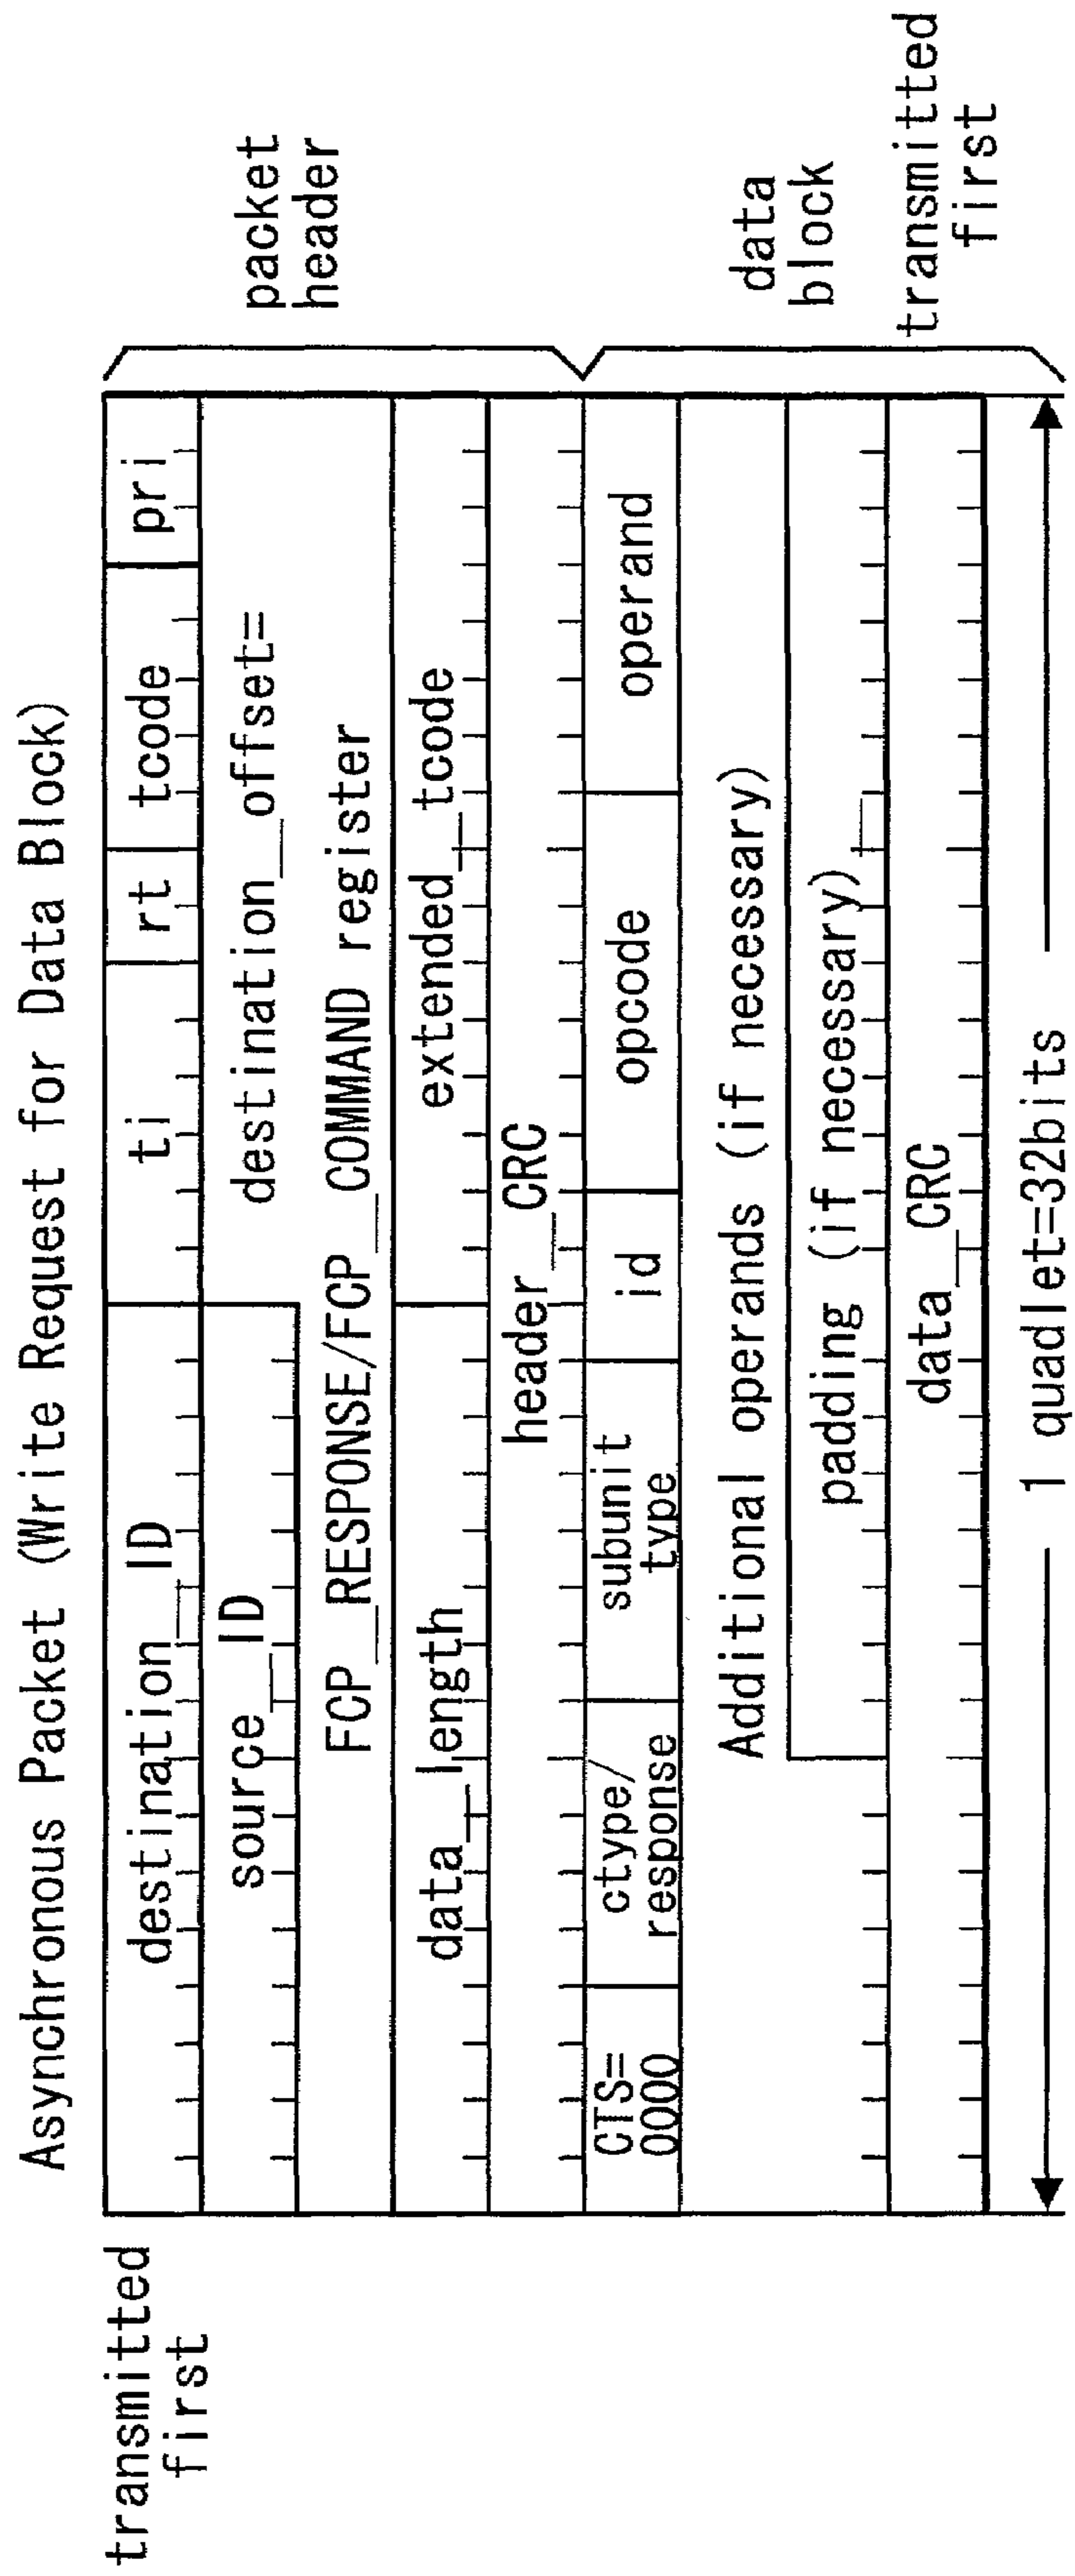 Asynchronous Packet (Write Request for Data Block)
transmitted
first
destination_ID
ti
rt
tcode
pri
source_ID
destination_offset=
FCP_RESPONSE/FCP_COMMAND register
data_length
extended_tcode
header_CRC
packet
header
CTS=
0000
ctype/
response
subunit
type
id
opcode
operand
Additional operands (if necessary)
padding (if necessary)
data_CRC
data
block
transmitted
first
1 quadlet=32bits